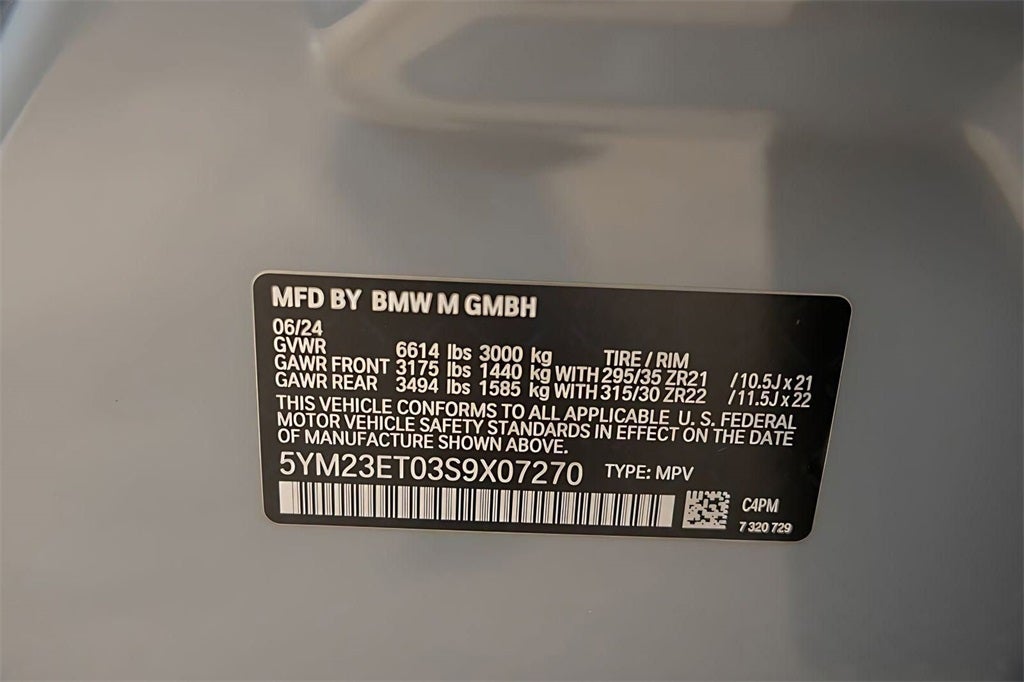 MFD BY BMW M GMBH
06/24
GVWR 6614 lbs 3000 kg TIRE / RIM
GAWR FRONT 3175 lbs 1440 kg WITH 295/35 ZR21 /10.5J x 21
GAWR REAR 3494 lbs 1585 kg WITH 315/30 ZR22 /11.5J x 22
THIS VEHICLE CONFORMS TO ALL APPLICABLE U. S. FEDERAL
MOTOR VEHICLE SAFETY STANDARDS IN EFFECT ON THE DATE
OF MANUFACTURE SHOWN ABOVE.
5YM23ET03S9X07270 TYPE: MPV
C4PM
7 320 729